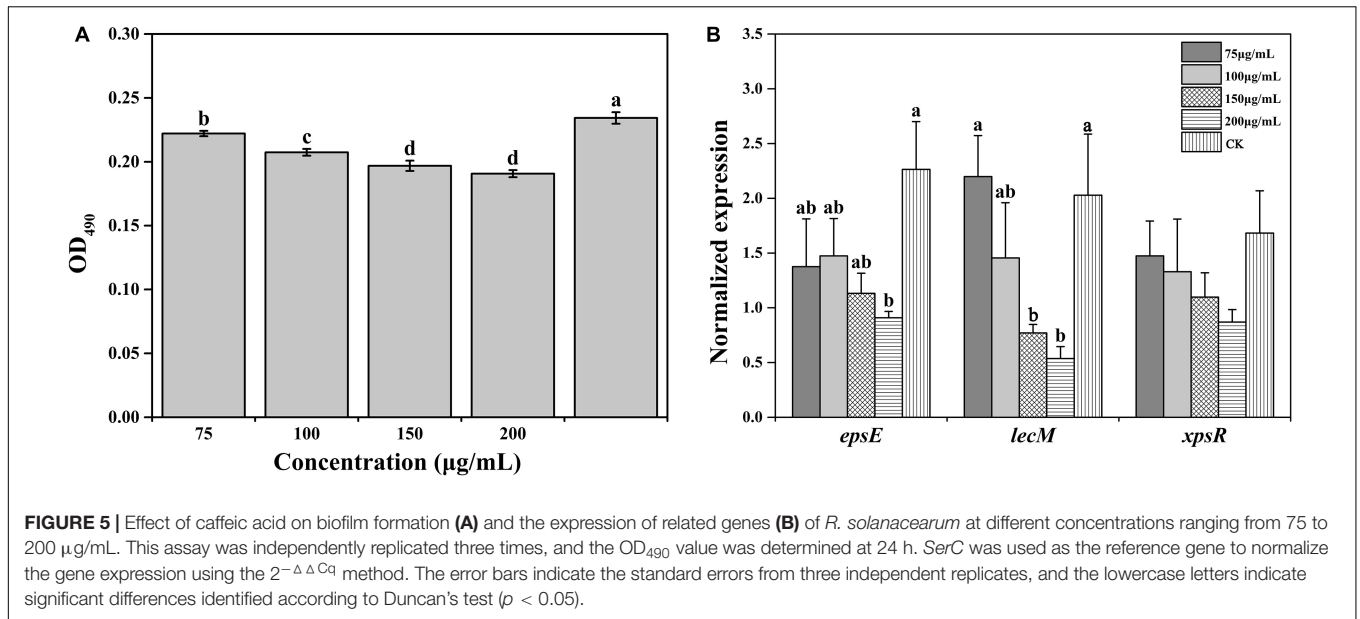 A
0.30
0.25
0.20
0.15
0.10
0.05
0.00
OD490
b
c
d
d
a
75
100
150
200
Concentration (µg/mL)
B
3.5
3.0
2.5
2.0
1.5
1.0
0.5
0.0
Normalized expression
75µg/mL
100µg/mL
150µg/mL
200µg/mL
CK
ab
ab
ab
b
a
a
ab
b
b
a
epsE
lecM
xpsR
FIGURE 5 | Effect of caffeic acid on biofilm formation (A) and the expression of related genes (B) of R. solanacearum at different concentrations ranging from 75 to
200 µg/mL. This assay was independently replicated three times, and the OD490 value was determined at 24 h. SerC was used as the reference gene to normalize
the gene expression using the 2−ΔΔCq method. The error bars indicate the standard errors from three independent replicates, and the lowercase letters indicate
significant differences identified according to Duncan's test (p < 0.05).